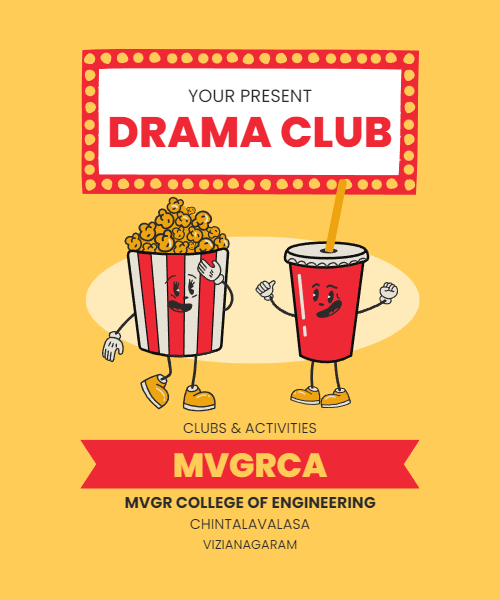 YOUR PRESENT
DRAMA CLUB
CLUBS & ACTIVITIES
MVGRCA
MVGR COLLEGE OF ENGINEERING
CHINTALAVALASA
VIZIANAGARAM